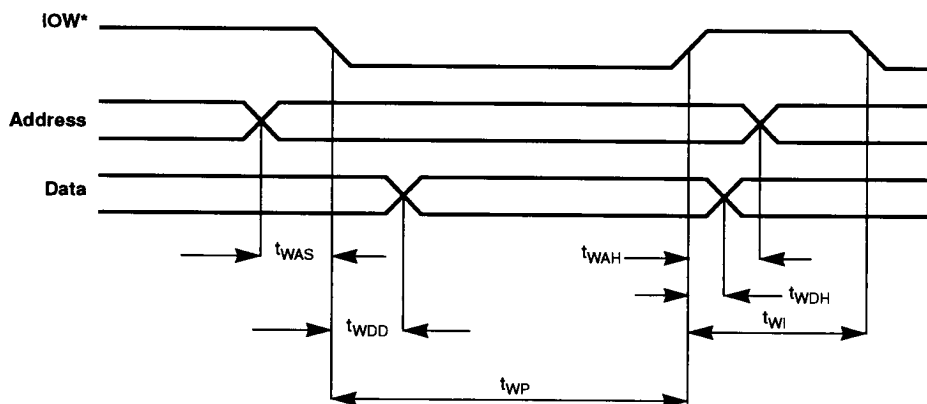 IOW*
Address
Data
tWAS
tWAH
tWDH
tWDD
tWI
tWP